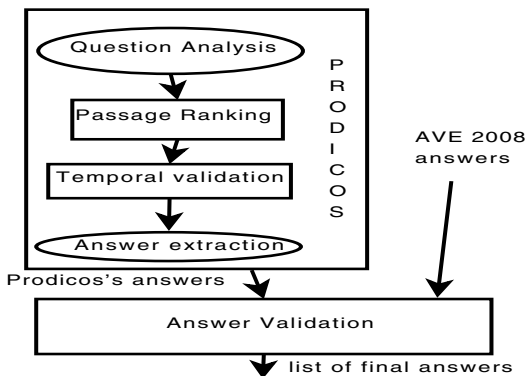 Question Analysis
Passage Ranking
Temporal validation
Answer extraction
PRODICOS
AVE 2008
answers
Prodicos's answers
Answer Validation
list of final answers